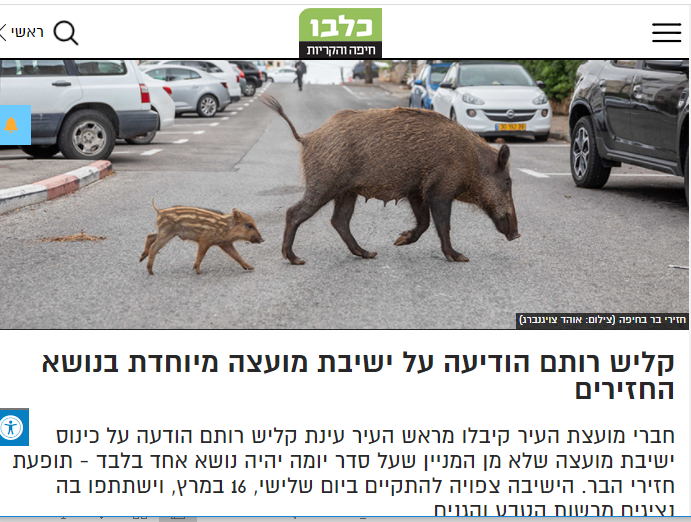 ראשי
כלבו
חיפה והקריות
חזירי בר בחיפה (צילום: אוהד צויגנברג)
קליש רותם הודיעה על ישיבת מועצה מיוחדת בנושא
החזירים
חברי מועצת העיר קיבלו מראש העיר עינת קליש רותם הודעה על כינוס
ישיבת מועצה שלא מן המניין שעל סדר יומה יהיה נושא אחד בלבד - תופעת
חזירי הבר. הישיבה צפויה להתקיים ביום שלישי, 16 במרץ, וישתתפו בה
נציגים מרשות הטבע והגנים